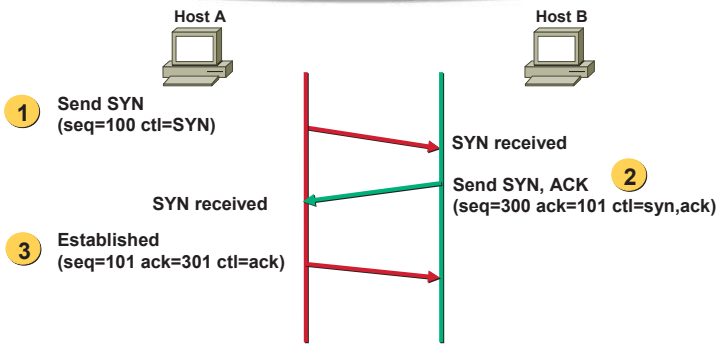 Host A
Host B
1
Send SYN
(seq=100 ctl=SYN)
SYN received
Send SYN, ACK
2
(seq=300 ack=101 ctl=syn,ack)
SYN received
3
Established
(seq=101 ack=301 ctl=ack)